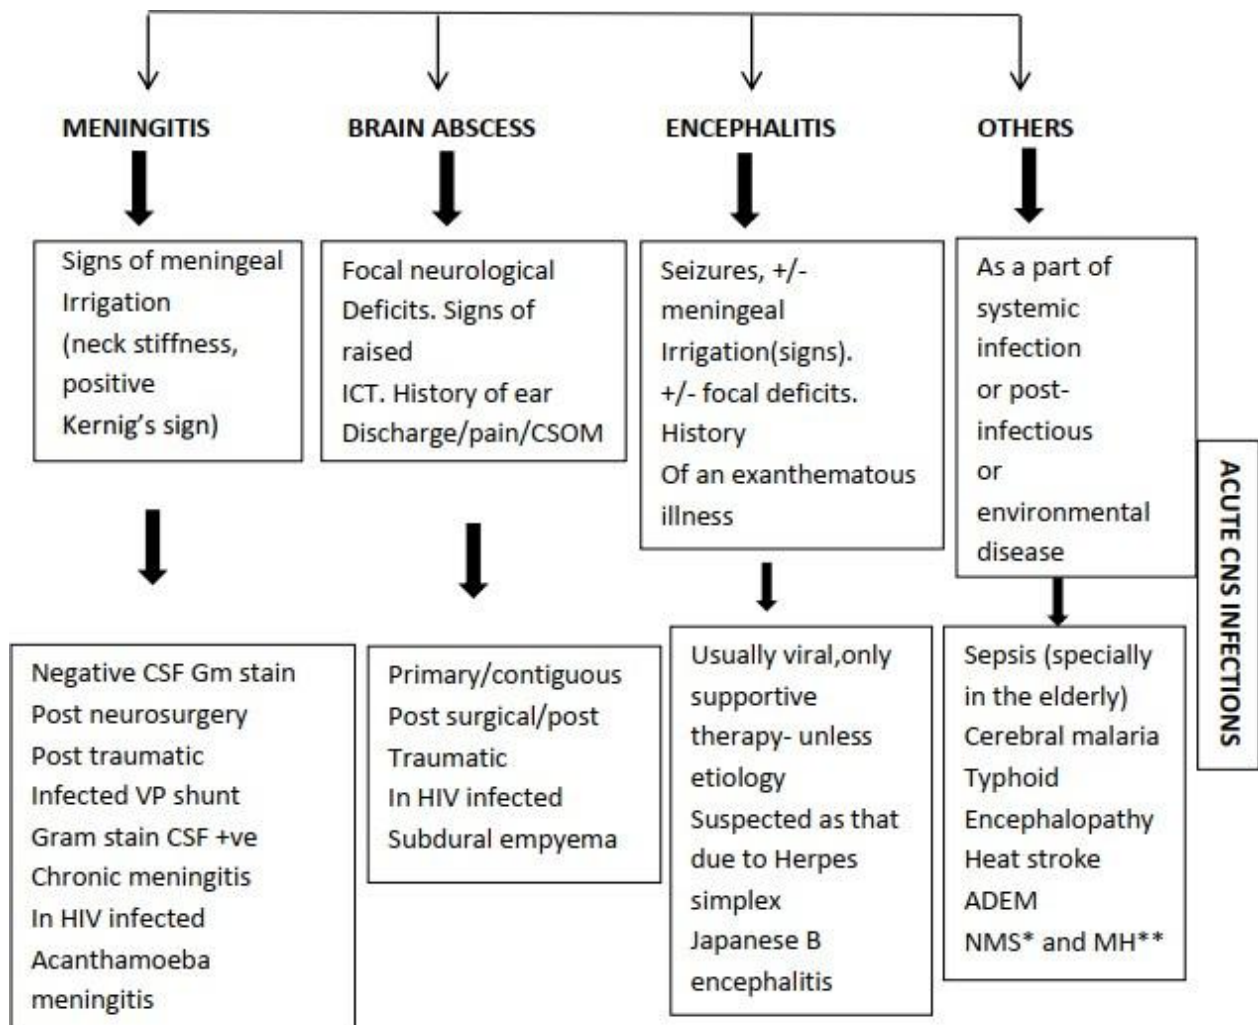 MENINGITIS
BRAIN ABSCESS
ENCEPHALITIS
OTHERS
Signs of meningeal
Irrigation
(neck stiffness,
positive
Kernig's sign)
Focal neurological
Deficits. Signs of
raised
ICT. History of ear
Discharge/pain/CSOM
Seizures, +/-
meningeal
Irrigation(signs).
+/- focal deficits.
History
Of an exanthematous
illness
As a part of
systemic
infection
or post-
infectious
or
environmental
disease
ACUTE CNS INFECTIONS
Negative CSF Gm stain
Post neurosurgery
Post traumatic
Infected VP shunt
Gram stain CSF +ve
Chronic meningitis
In HIV infected
Acanthamoeba
meningitis
Primary/contiguous
Post surgical/post
Traumatic
In HIV infected
Subdural empyema
Usually viral,only
supportive
therapy- unless
etiology
Suspected as that
due to Herpes
simplex
Japanese B
encephalitis
Sepsis (specially
in the elderly)
Cerebral malaria
Typhoid
Encephalopathy
Heat stroke
ADEM
NMS* and MH**